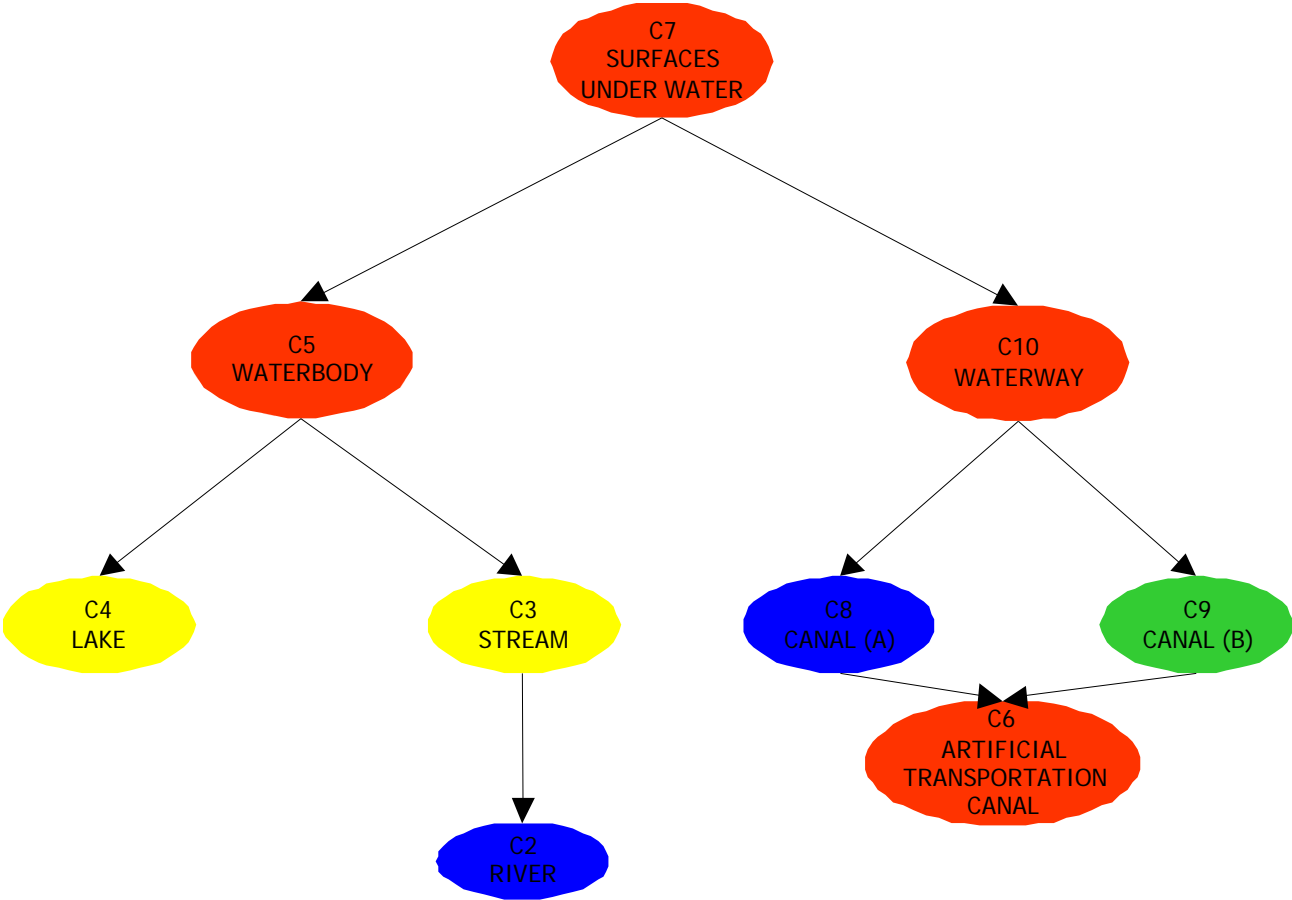 C7
SURFACES
UNDER WATER
C5
WATERBODY
C10
WATERWAY
C4
LAKE
C3
STREAM
C8
CANAL (A)
C9
CANAL (B)
C6
ARTIFICIAL
TRANSPORTATION
CANAL
C2
RIVER